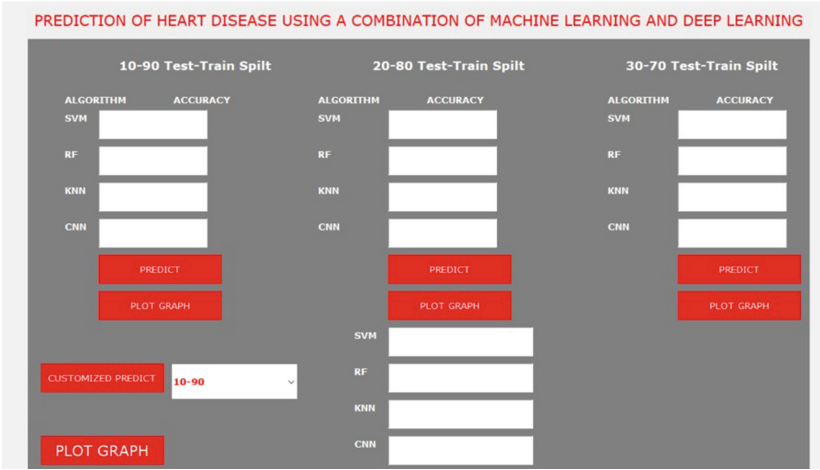 PREDICTION OF HEART DISEASE USING A COMBINATION OF MACHINE LEARNING AND DEEP LEARNING
10-90 Test-Train Spilt 20-80 Test-Train Spilt 30-70 Test-Train Spilt
ALGORITHM ACCURACY ALGORITHM ACCURACY ALGORITHM ACCURACY
SVM SVM SVM
RF RF RF
KNN KNN KNN
CNN CNN CNN
PREDICT PREDICT PREDICT
PLOT GRAPH PLOT GRAPH PLOT GRAPH
SVM
CUSTOMIZED PREDICT 10-90 RF
KNN
PLOT GRAPH CNN